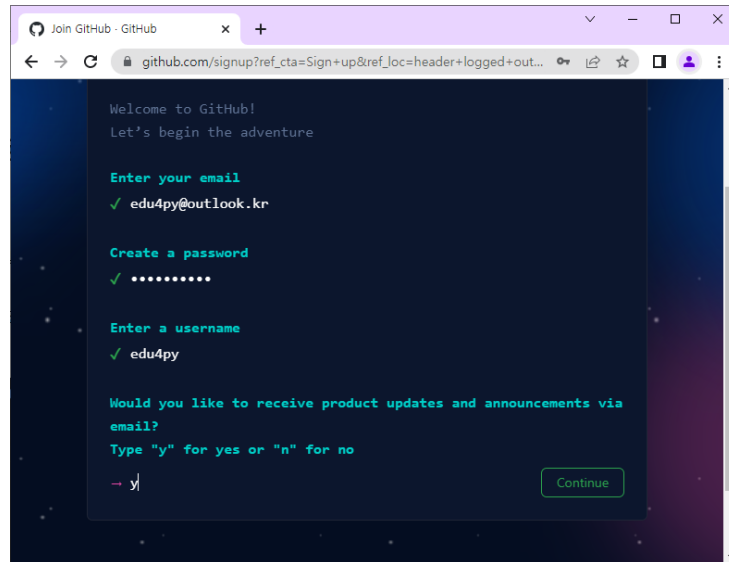 Join GitHub · GitHub
github.com/signup?ref_cta=Sign+up&ref_loc=header+logged+out...
Welcome to GitHub!
Let’s begin the adventure
Enter your email
✓ edu4py@outlook.kr
Create a password
✓ ••••••••••
Enter a username
✓ edu4py
Would you like to receive product updates and announcements via
email?
Type "y" for yes or "n" for no
→ y
Continue